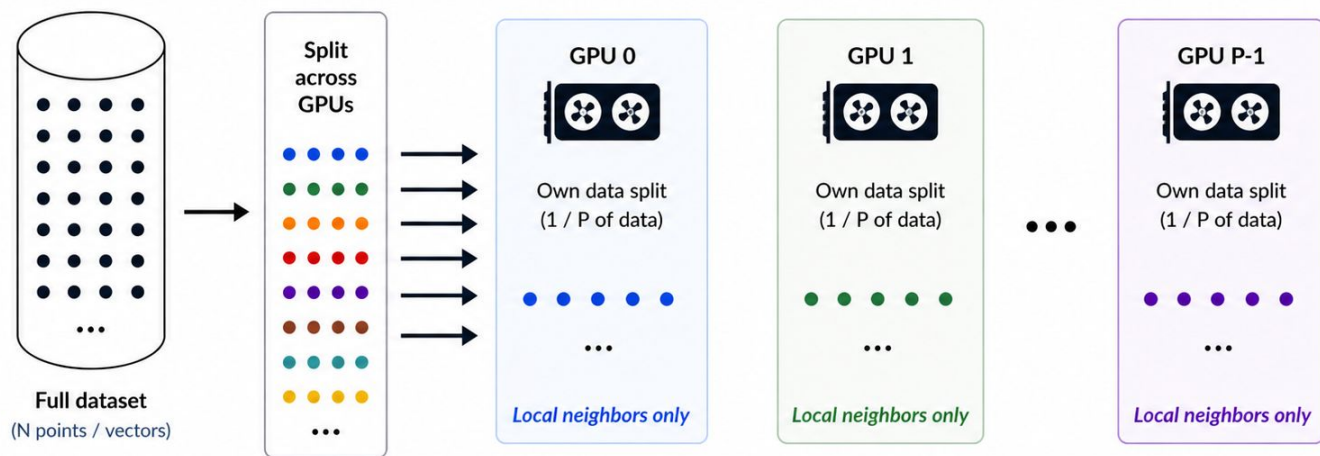 Full dataset
(N points / vectors)
...
Split
across
GPUs
...
GPU 0
Own data split
(1 / P of data)
...
Local neighbors only
GPU 1
Own data split
(1 / P of data)
...
Local neighbors only
...
GPU P-1
Own data split
(1 / P of data)
...
Local neighbors only